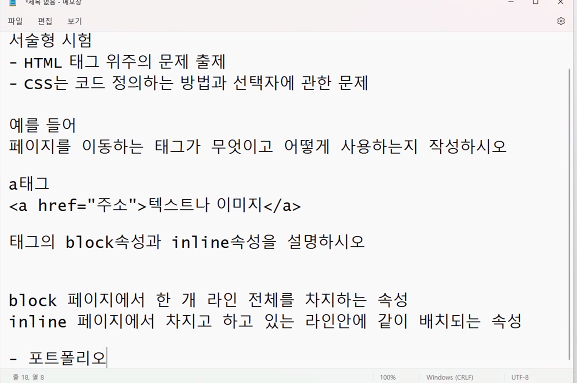 *제목 없음 - 메모장
파일 편집 보기
서술형 시험
- HTML 태그 위주의 문제 출제
- CSS는 코드 정의하는 방법과 선택자에 관한 문제
예를 들어
페이지를 이동하는 태그가 무엇이고 어떻게 사용하는지 작성하시오
a태그
<a href="주소">텍스트나 이미지</a>
태그의 block속성과 inline속성을 설명하시오
block 페이지에서 한 개 라인 전체를 차지하는 속성
inline 페이지에서 차지고 하고 있는 라인안에 같이 배치되는 속성
- 포트폴리오
줄 18, 열 8 100% Windows (CRLF) UTF-8